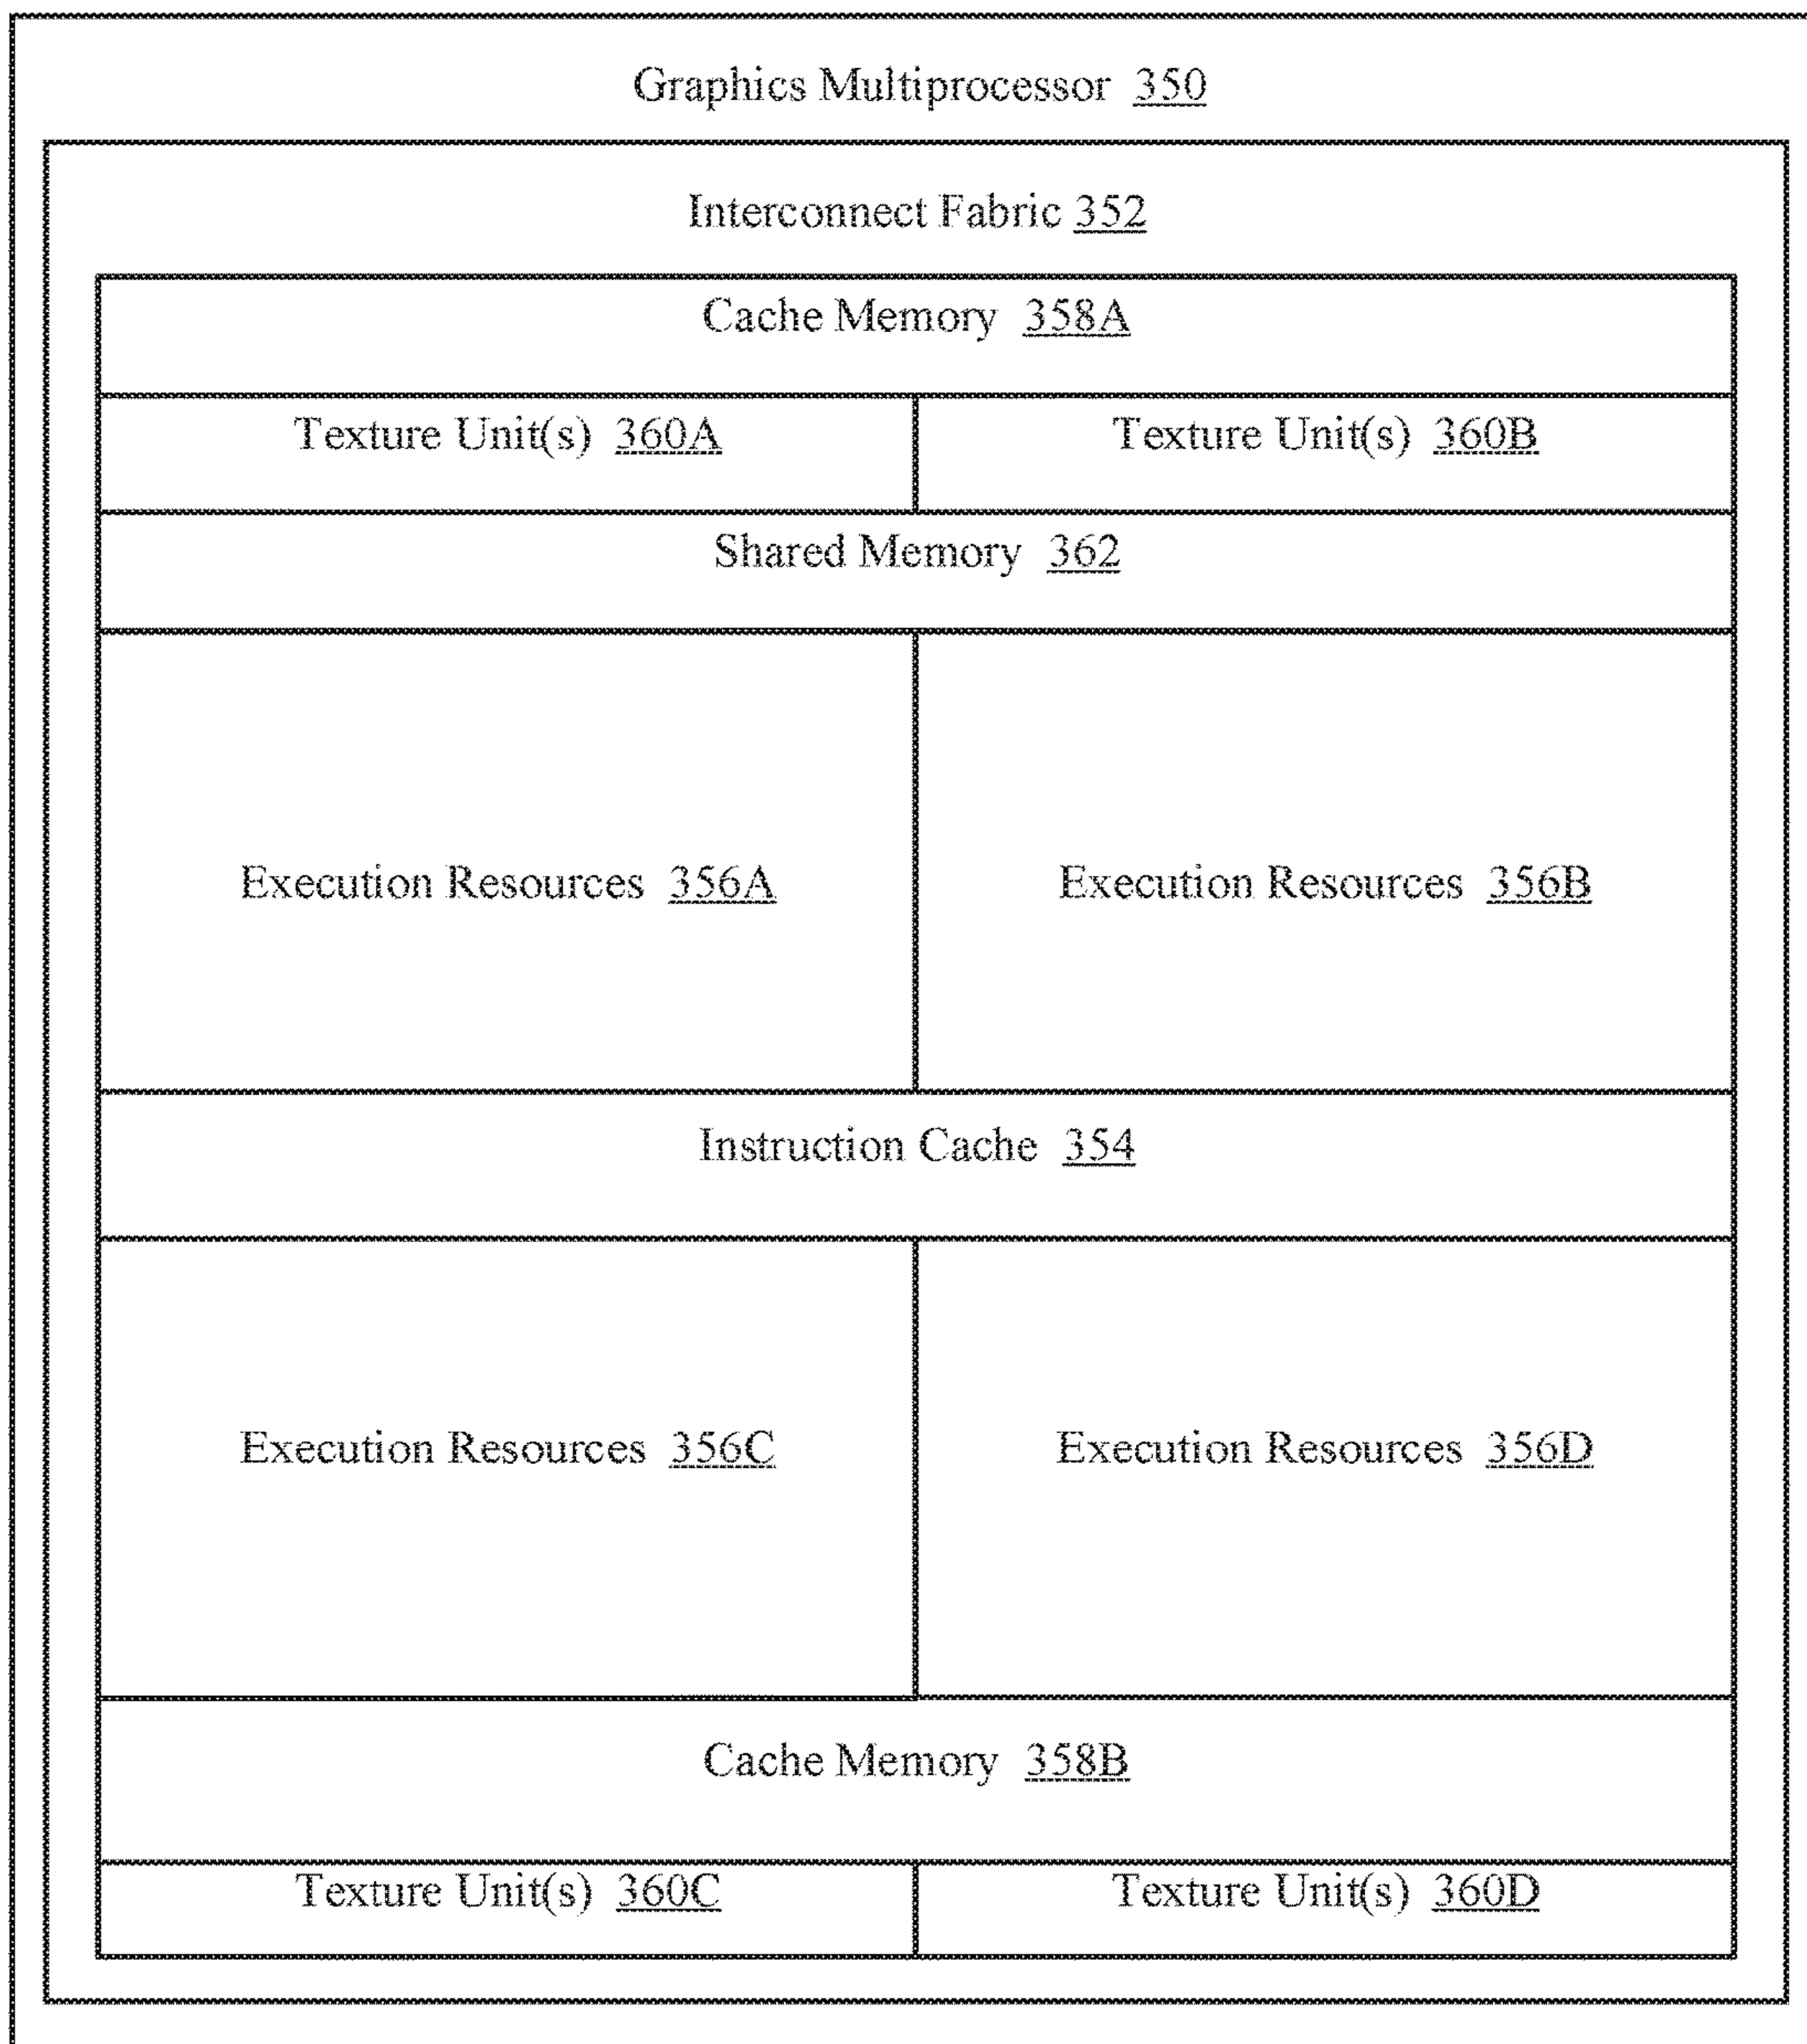 Graphics Multiprocessor 350
Interconnect Fabric 352
Cache Memory 358A
Texture Unit(s) 360A
Texture Unit(s) 360B
Shared Memory 362
Execution Resources 356A
Execution Resources 356B
Instruction Cache 354
Execution Resources 356C
Execution Resources 356D
Cache Memory 358B
Texture Unit(s) 360C
Texture Unit(s) 360D